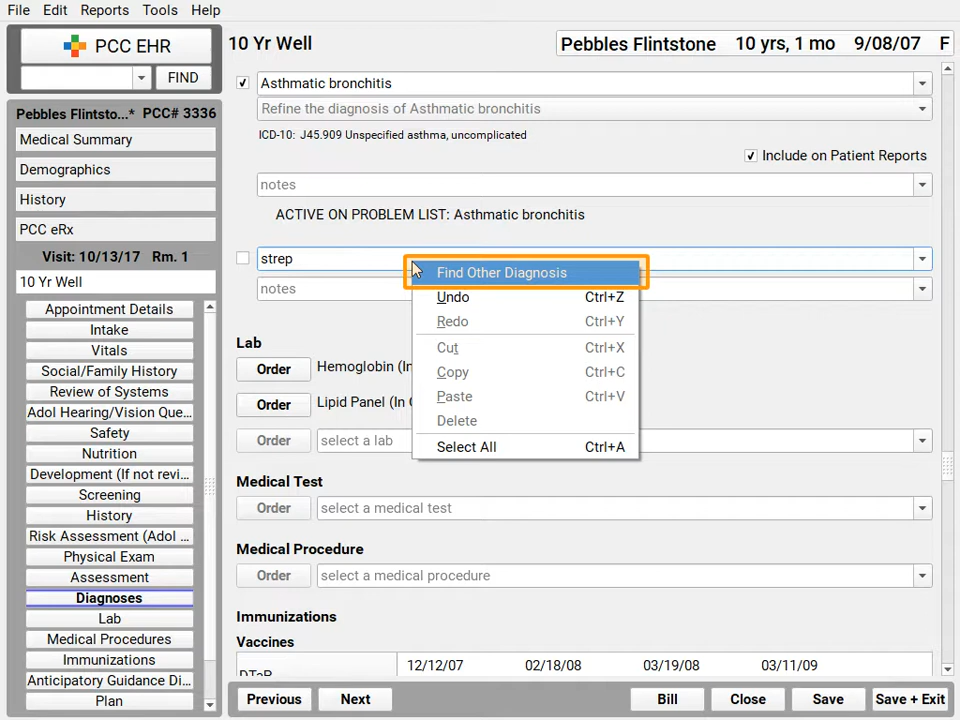 File Edit Reports Tools Help
PCC EHR
FIND
10 Yr Well
Pebbles Flintstone 10 yrs, 1 mo 9/08/07 F
Pebbles Flintsto...* PCC# 3336
Medical Summary
Demographics
History
PCC eRx
Visit: 10/13/17 Rm. 1
10 Yr Well
Appointment Details
Intake
Vitals
Social/Family History
Review of Systems
Adol Hearing/Vision Que...
Safety
Nutrition
Development (If not revi...
Screening
History
Risk Assessment (Adol ...
Physical Exam
Assessment
Diagnoses
Lab
Medical Procedures
Immunizations
Anticipatory Guidance Di...
Plan
Asthmatic bronchitis
Refine the diagnosis of Asthmatic bronchitis
ICD-10: J45.909 Unspecified asthma, uncomplicated
Include on Patient Reports
notes
ACTIVE ON PROBLEM LIST: Asthmatic bronchitis
strep
notes
Find Other Diagnosis
Undo Ctrl+Z
Redo Ctrl+Y
Cut Ctrl+X
Copy Ctrl+C
Paste Ctrl+V
Delete
Select All Ctrl+A
Lab
Order Hemoglobin (In
Order Lipid Panel (In
Order select a lab
Medical Test
Order select a medical test
Medical Procedure
Order select a medical procedure
Immunizations
Vaccines
DTaP 12/12/07 02/18/08 03/19/08 03/11/09
Previous Next Bill Close Save Save + Exit